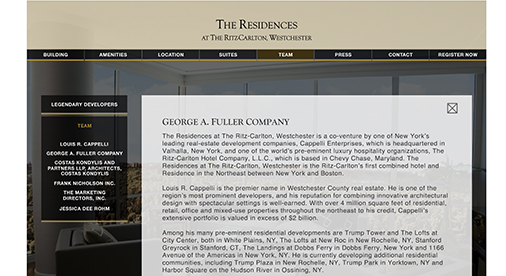 THE RESIDENCES
AT THE RITZ-CARLTON, WESTCHESTER
BUILDING AMENITIES LOCATION SUITES TEAM PRESS CONTACT REGISTER NOW
LEGENDARY DEVELOPERS
TEAM
LOUIS R. CAPPELLI
GEORGE A. FULLER COMPANY
COSTAS KONDYLIS AND
PARTNERS LLP, ARCHITECTS,
COSTAS KONDYLIS
FRANK NICHOLSON INC.
THE MARKETING
DIRECTORS, INC.
JESSICA DEE ROHM
GEORGE A. FULLER COMPANY
The Residences at The Ritz-Carlton, Westchester is a co-venture by one of New York's
leading real-estate development companies, Cappelli Enterprises, which is headquartered in
Valhalla, New York, and one of the world's pre-eminent luxury hospitality organizations, The
Ritz-Carlton Hotel Company, L.L.C., which is based in Chevy Chase, Maryland. The
Residences at The Ritz-Carlton, Westchester is the Ritz-Carlton's first combined hotel and
Residence in the Northeast between New York and Boston.
Louis R. Cappelli is the premier name in Westchester County real estate. He is one of the
region's most prominent developers, and his reputation for combining innovative architectural
design with spectacular settings is well-earned. With over 4 million square feet of residential,
retail, office and mixed-use properties throughout the northeast to his credit, Cappelli's
extensive portfolio is valued in excess of $2 billion.
Among his many pre-eminent residential developments are Trump Tower and The Lofts at
City Center, both in White Plains, NY, The Lofts at New Roc in New Rochelle, NY, Stanford
Greyrock in Stanford, CT, The Landings at Dobbs Ferry in Dobbs Ferry, New York and 1166
Avenue of the Americas in New York, NY. He is currently developing additional residential
communities, including Trump Plaza in New Rochelle, NY, Trump Park in Yorktown, NY and
Harbor Square on the Hudson River in Ossining, NY.